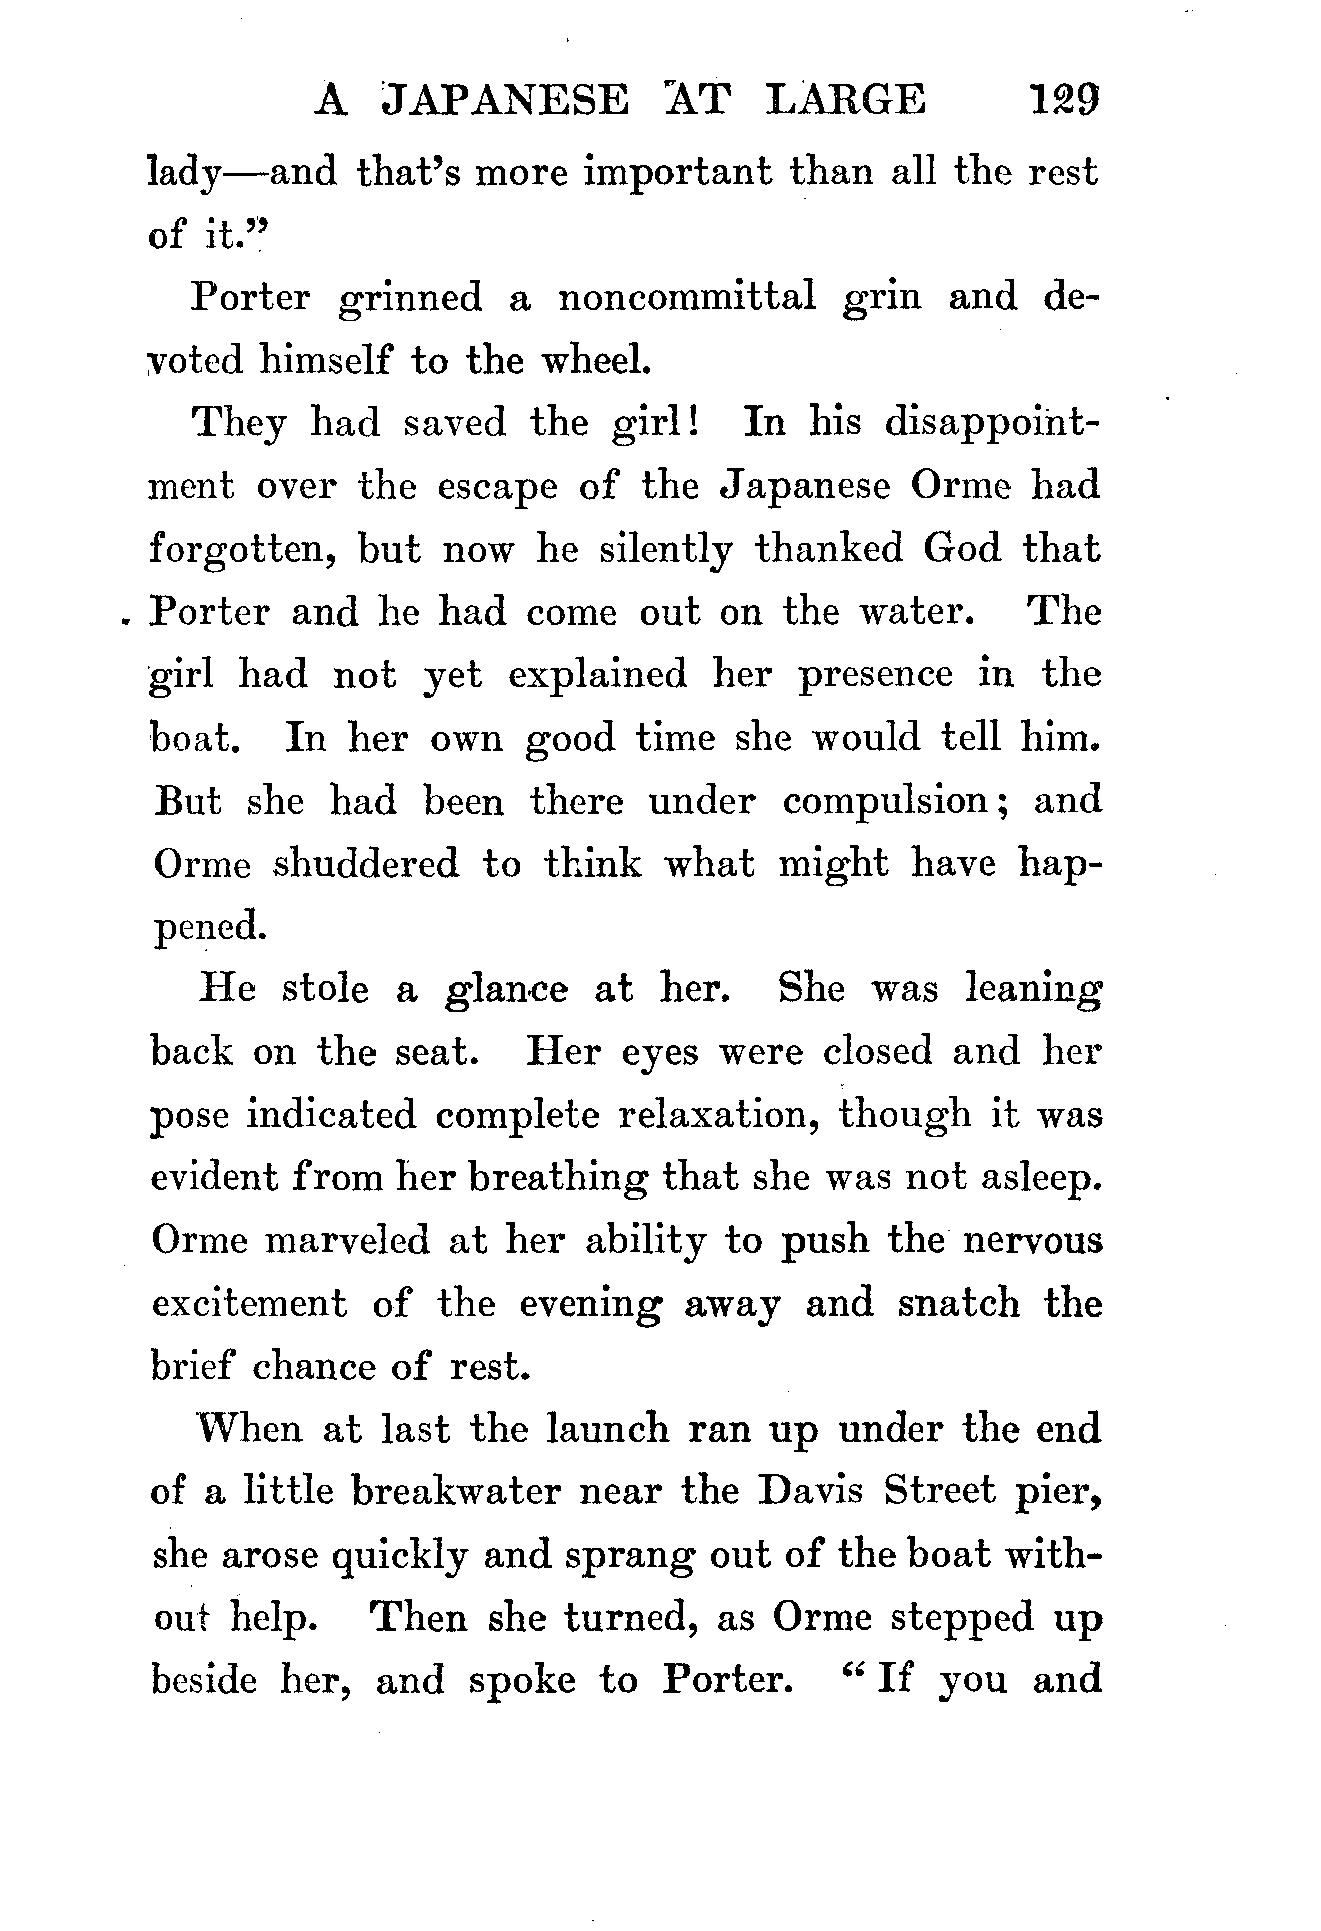 A JAPANESE AT LARGE 129
lady—and that's more important than all the rest
of it."
Porter grinned a noncommittal grin and de-
voted himself to the wheel.
They had saved the girl! In his disappoint-
ment over the escape of the Japanese Orme had
forgotten, but now he silently thanked God that
Porter and he had come out on the water. The
girl had not yet explained her presence in the
boat. In her own good time she would tell him.
But she had been there under compulsion; and
Orme shuddered to think what might have hap-
pened.
He stole a glance at her. She was leaning
back on the seat. Her eyes were closed and her
pose indicated complete relaxation, though it was
evident from her breathing that she was not asleep.
Orme marveled at her ability to push the nervous
excitement of the evening away and snatch the
brief chance of rest.
When at last the launch ran up under the end
of a little breakwater near the Davis Street pier,
she arose quickly and sprang out of the boat with-
out help. Then she turned, as Orme stepped up
beside her, and spoke to Porter. "If you and